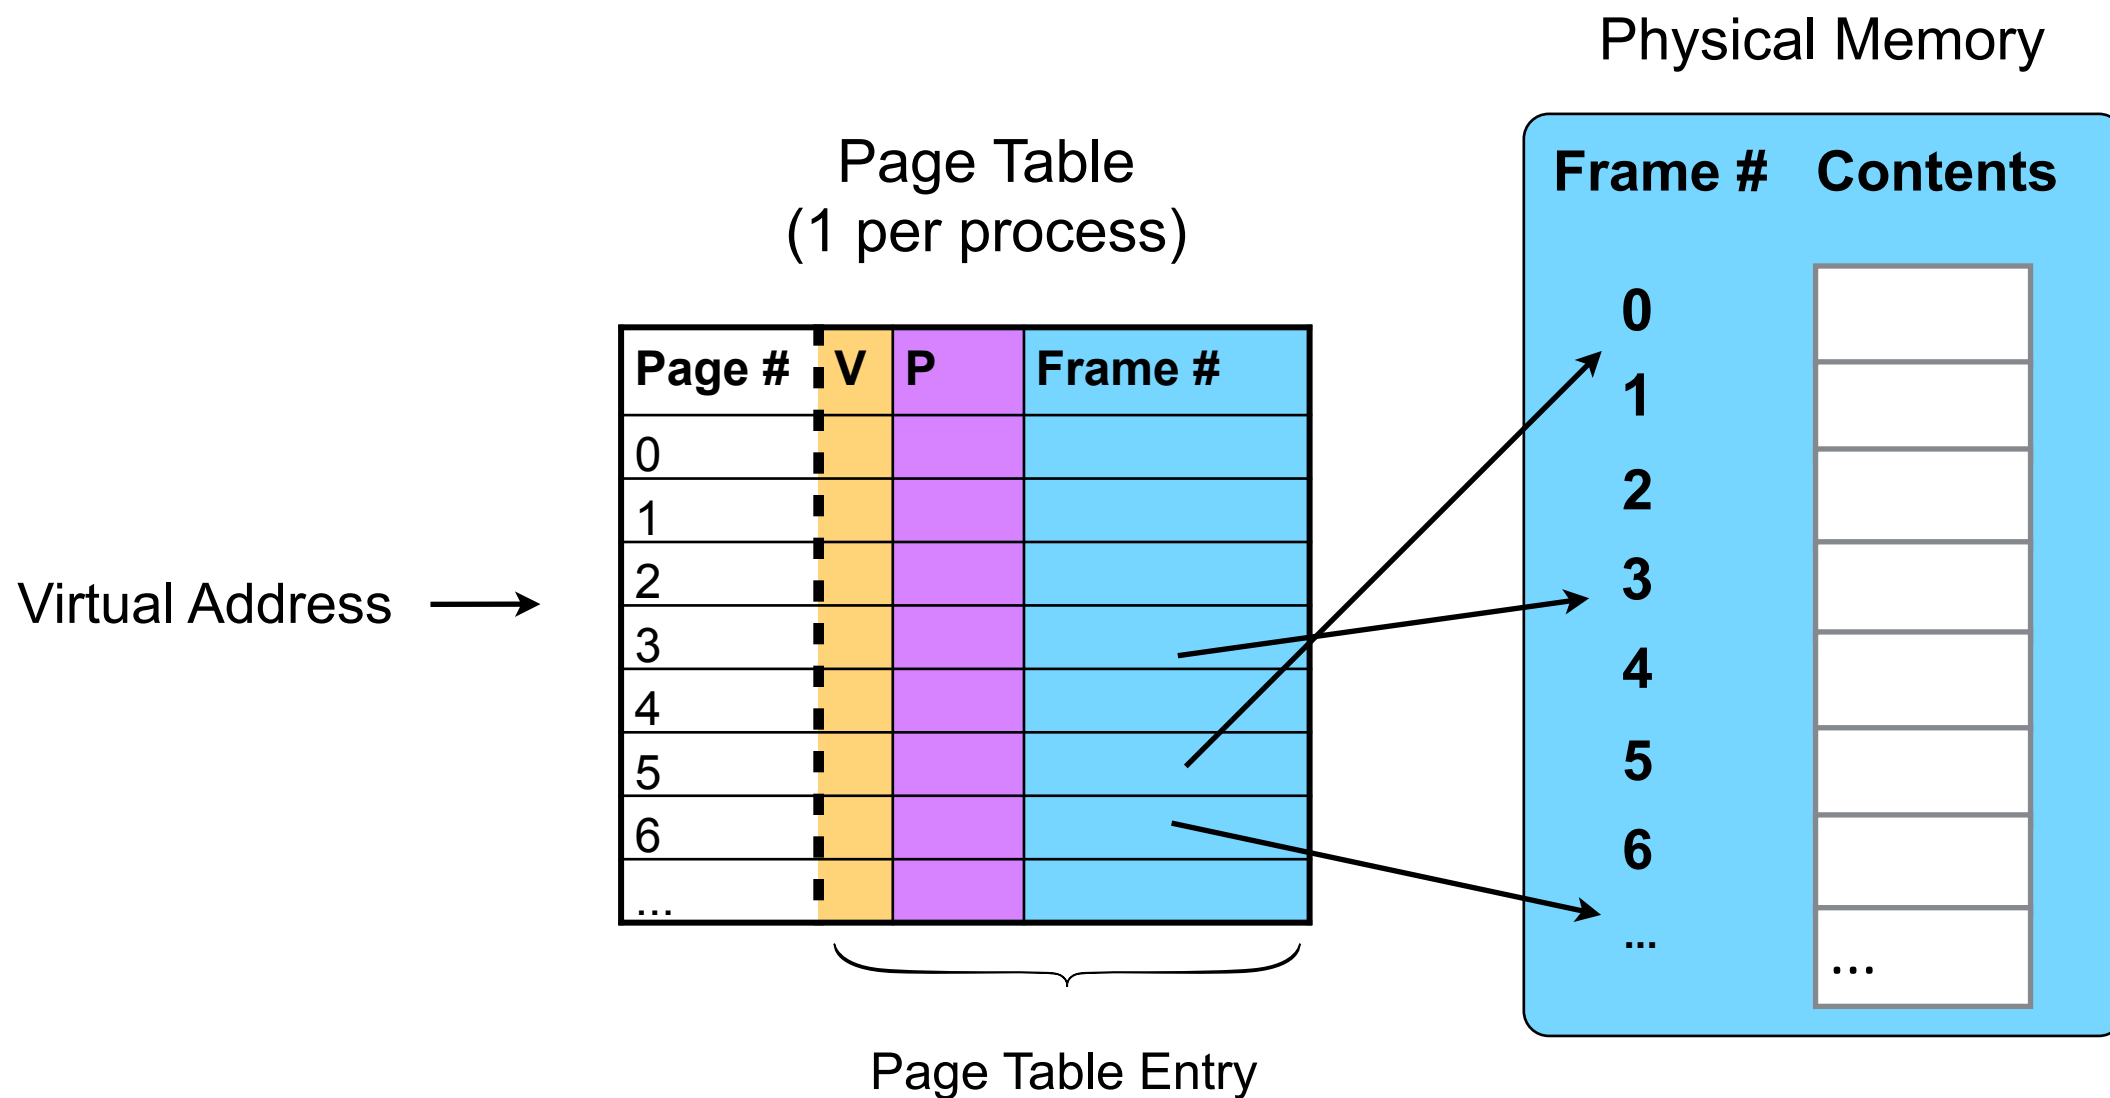 Physical Memory
Page Table
(1 per process)
Frame # Contents
Page # V P Frame #
0
1
2
3
4
5
6
...
Virtual Address
0
1
2
3
4
5
6
...
...
Page Table Entry